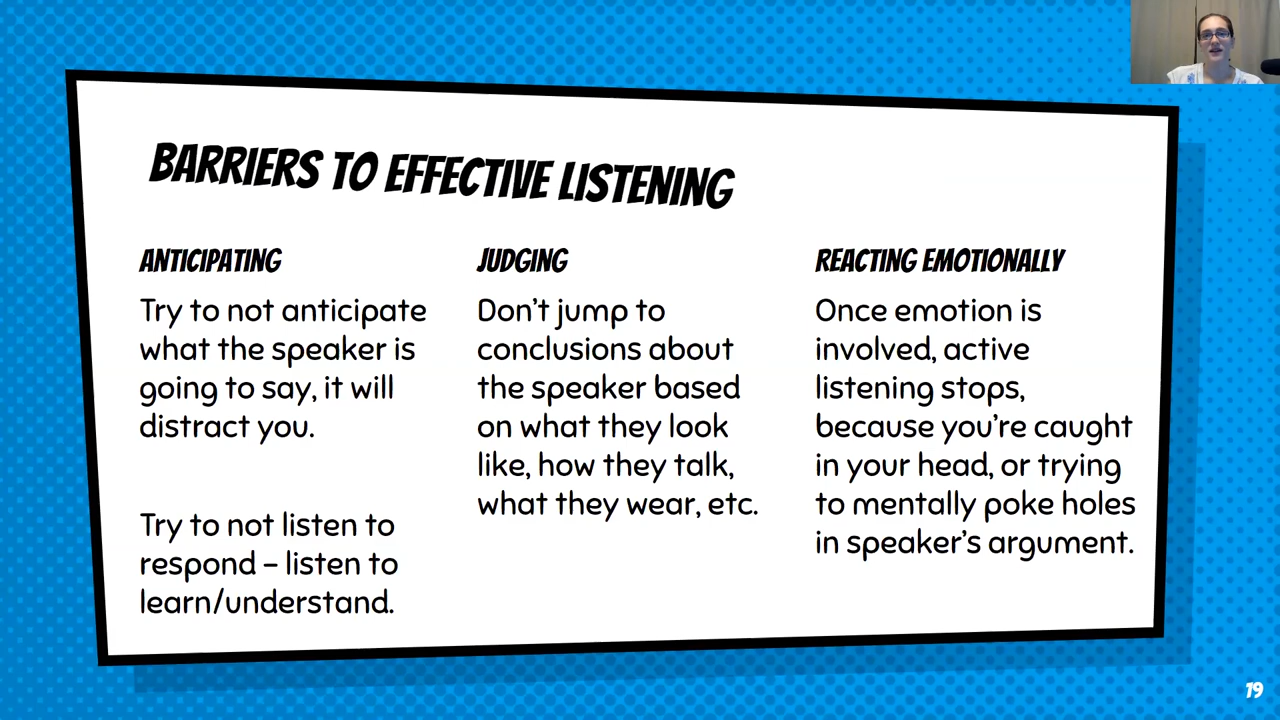 BARRIERS TO EFFECTIVE LISTENING
ANTICIPATING
Try to not anticipate
what the speaker is
going to say, it will
distract you.
Try to not listen to
respond – listen to
learn/understand.
JUDGING
Don't jump to
conclusions about
the speaker based
on what they look
like, how they talk,
what they wear, etc.
REACTING EMOTIONALLY
Once emotion is
involved, active
listening stops,
because you're caught
in your head, or trying
to mentally poke holes
in speaker's argument.
19